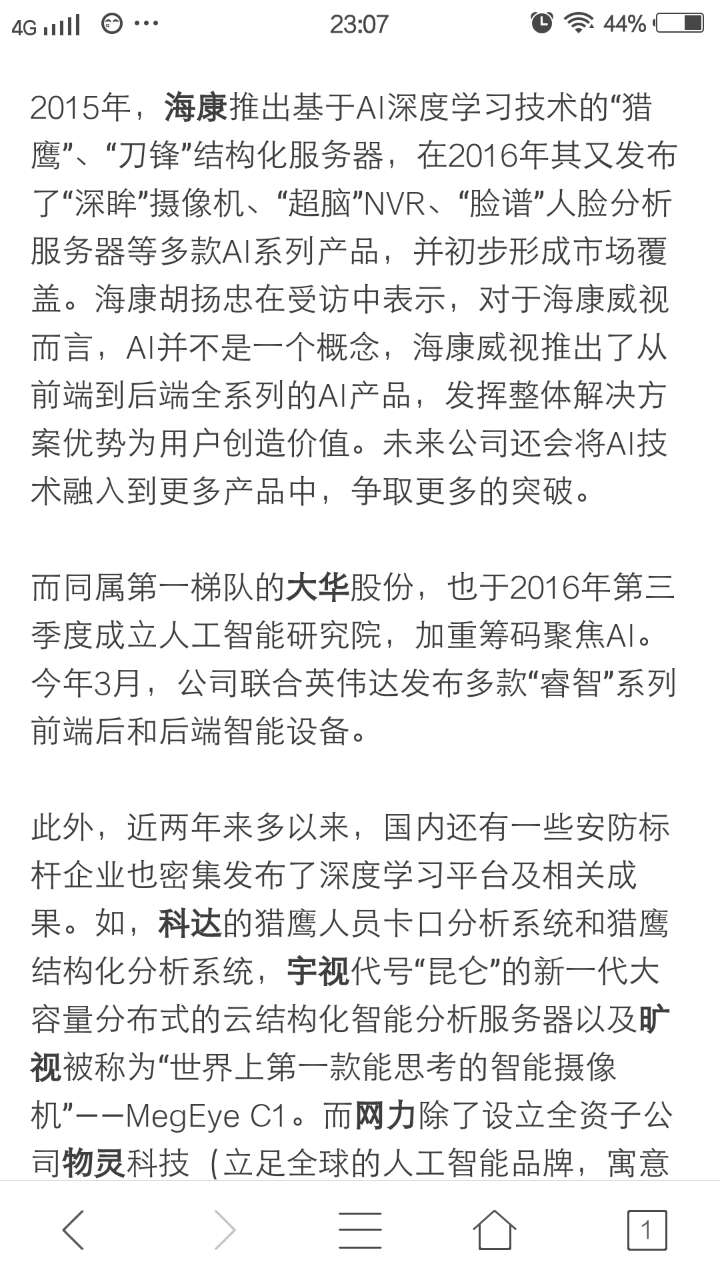 4G 23:07 44%
2015年，海康推出基于AI深度学习技术的“猎
鹰”、“刀锋”结构化服务器，在2016年其又发布
了“深眸”摄像机、“超脑”NVR、“脸谱”人脸分析
服务器等多款AI系列产品，并初步形成市场覆
盖。海康胡扬忠在受访中表示，对于海康威视
而言，AI并不是一个概念，海康威视推出了从
前端到后端全系列的AI产品，发挥整体解决方
案优势为用户创造价值。未来公司还会将AI技
术融入到更多产品中，争取更多的突破。
而同属第一梯队的大华股份，也于2016年第三
季度成立人工智能研究院，加重筹码聚焦AI。
今年3月，公司联合英伟达发布多款“睿智”系列
前端后和后端智能设备。
此外，近两年来多以来，国内还有一些安防标
杆企业也密集发布了深度学习平台及相关成
果。如，科达的猎鹰人员卡口分析系统和猎鹰
结构化分析系统，宇视代号“昆仑”的新一代大
容量分布式的云结构化智能分析服务器以及旷
视被称为“世界上第一款能思考的智能摄像
机”——MegEye C1。而网力除了设立全资子公
司物灵科技（立足全球的人工智能品牌，寓意
1